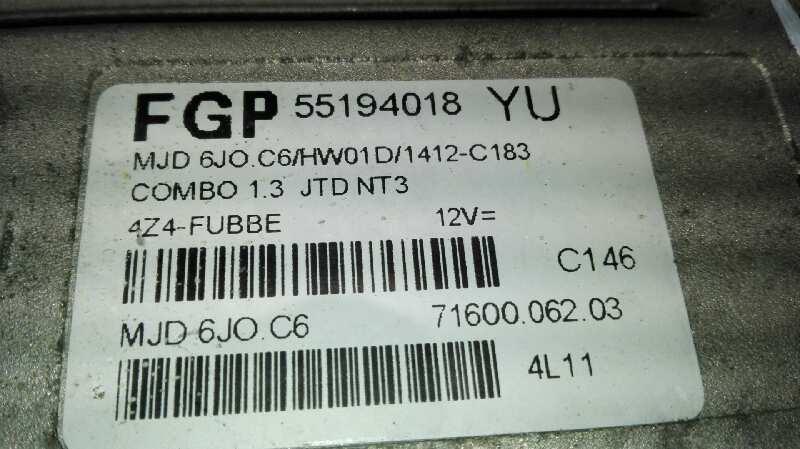 FGP 55194018 YU
MJD 6JO.C6/HW01D/1412-C183
COMBO 1.3 JTD NT3
4Z4-FUBBE 12V=
C146
MJD 6JO.C6 71600.062.03
4L11